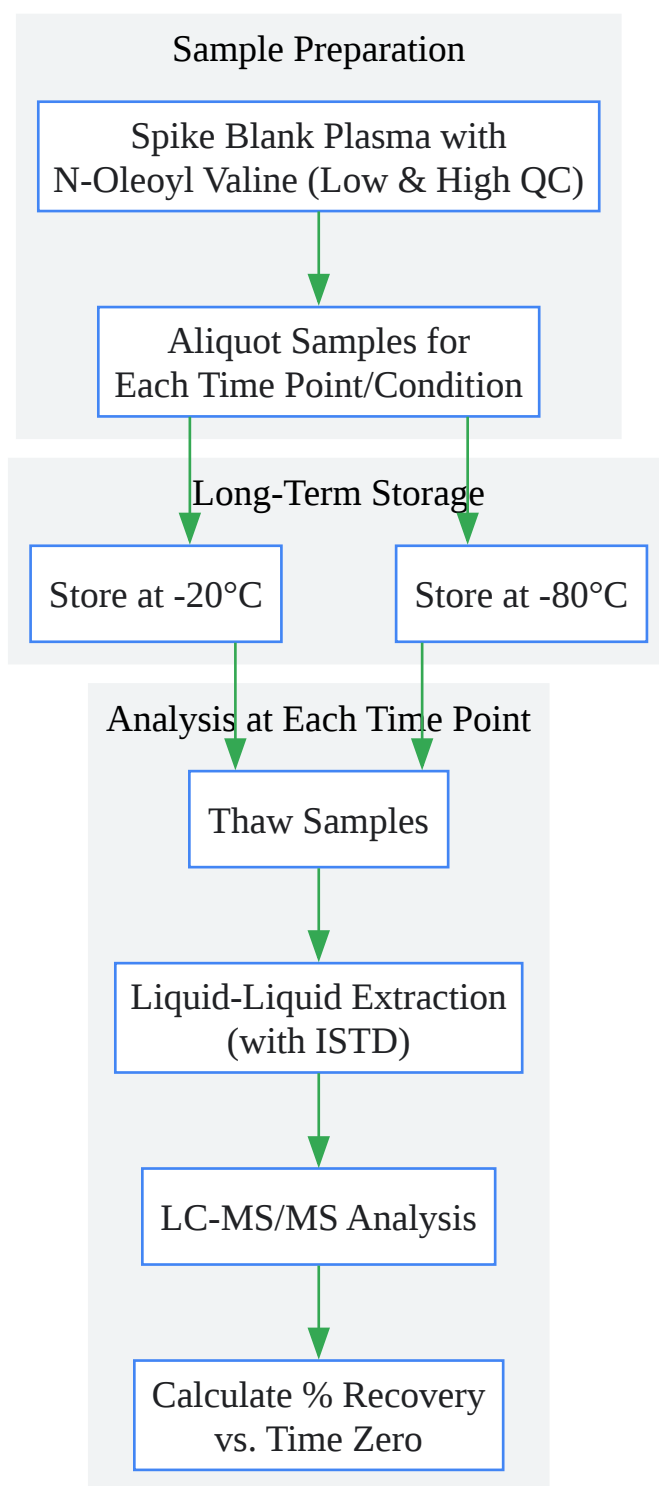 Sample Preparation
Spike Blank Plasma with
N-Oleoyl Valine (Low & High QC)
Aliquot Samples for
Each Time Point/Condition
Long-Term Storage
Store at -20°C
Store at -80°C
Analysis at Each Time Point
Thaw Samples
Liquid-Liquid Extraction
(with ISTD)
LC-MS/MS Analysis
Calculate % Recovery
vs. Time Zero